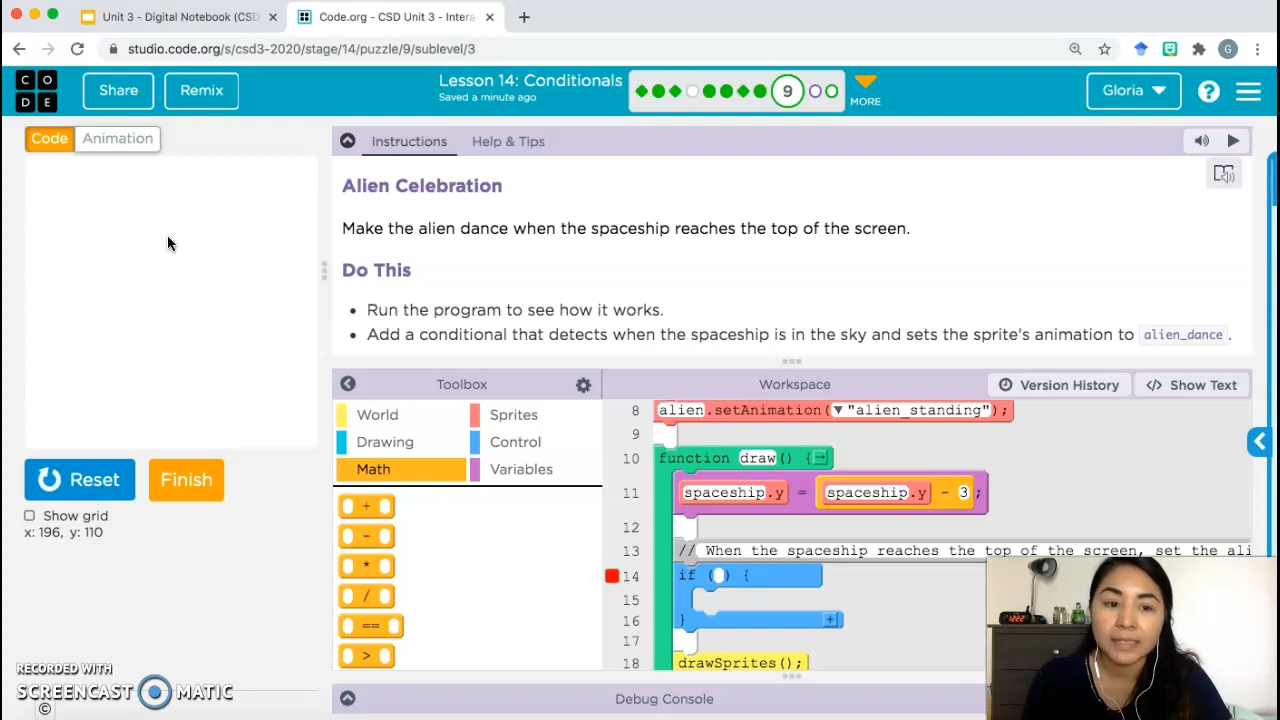 Unit 3 - Digital Notebook (CSD
Code.org - CSD Unit 3 - Intera
studio.code.org/s/csd3-2020/stage/14/puzzle/9/sublevel/3
G
C O
D E
Share
Remix
Lesson 14: Conditionals
Saved a minute ago
9
MORE
Gloria
?
Code
Animation
Instructions
Help & Tips
Alien Celebration
Make the alien dance when the spaceship reaches the top of the screen.
Do This
• Run the program to see how it works.
• Add a conditional that detects when the spaceship is in the sky and sets the sprite's animation to alien_dance.
Toolbox
Workspace
Version History
</> Show Text
World
Sprites
Drawing
Control
Math
Variables
+
-
*
/
==
>
8 alien.setAnimation(▼"alien_standing");
9
10 function draw() {→
11 spaceship.y = spaceship.y - 3;
12
13 // When the spaceship reaches the top of the screen, set the ali
14 if () {
15
16 } +
17
18 drawSprites();
Reset
Finish
Show grid
x: 196, y: 110
Debug Console
RECORDED WITH
SCREENCAST MATIC
©